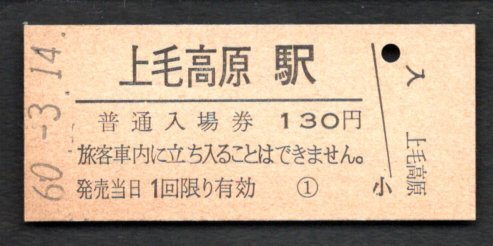 60.-3.14.
上毛高原駅
普通入場券 130円
旅客車内に立ち入ることはできません。
発売当日1回限り有効 ①
小
入
上毛高原